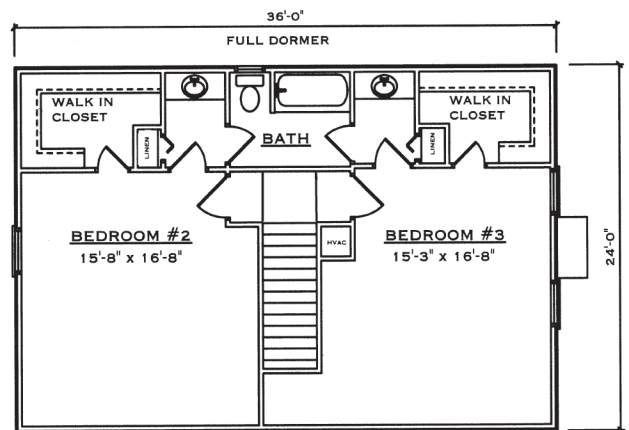 36'-0"
FULL DORMER
WALK IN
CLOSET
LINEN
BATH
LINEN
WALK IN
CLOSET
BEDROOM #2
15'-8" x 16'-8"
HVAC
BEDROOM #3
15'-3" x 16'-8"
24'-0"